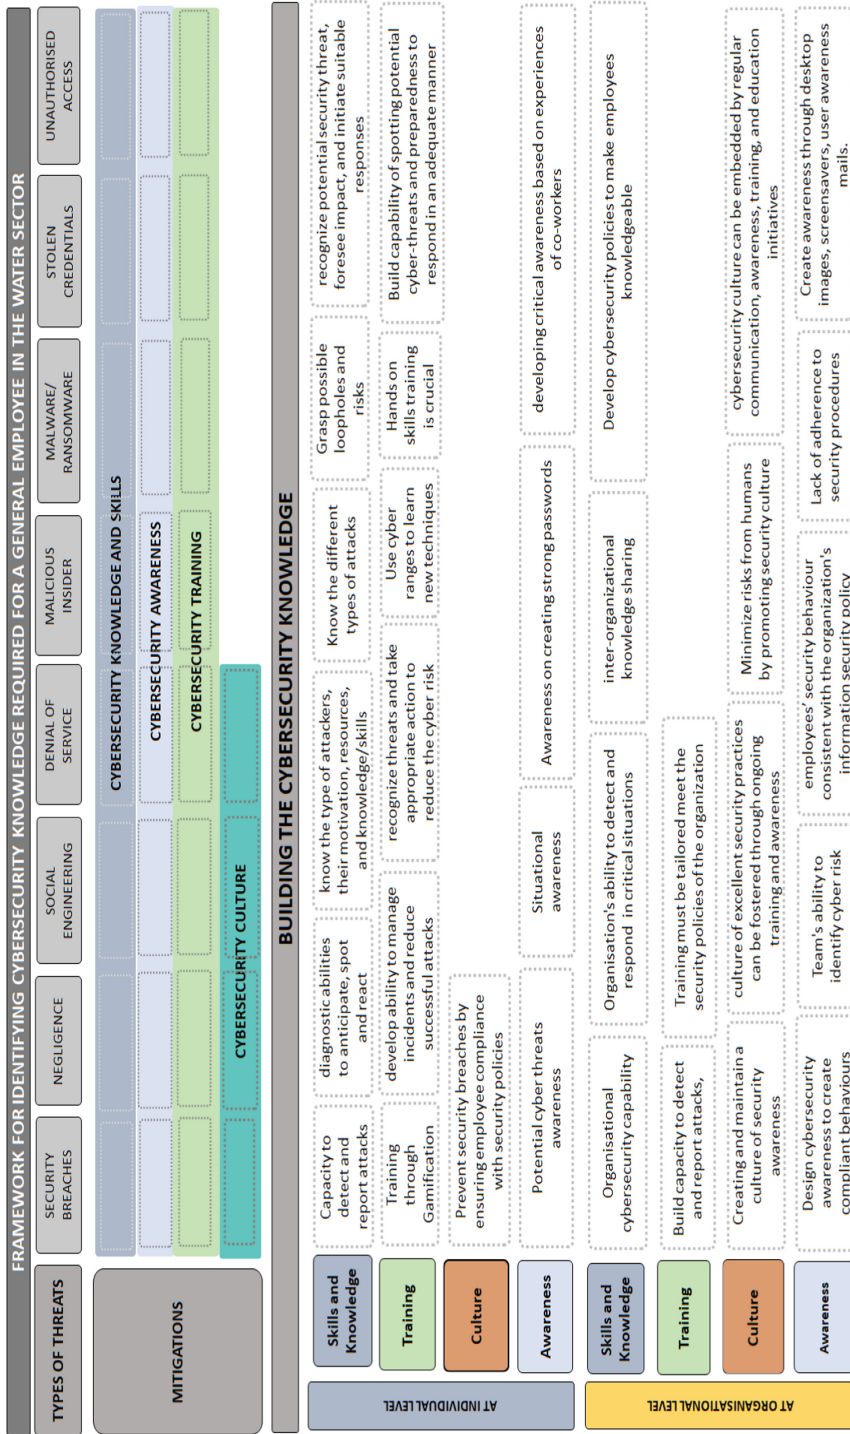 FRAMEWORK FOR IDENTIFYING CYBERSECURITY KNOWLEDGE REQUIRED FOR A GENERAL EMPLOYEE IN THE WATER SECTOR
TYPES OF THREATS
SECURITY
BREACHES
NEGLIGENCE
SOCIAL
ENGINEERING
DENIAL OF
SERVICE
MALICIOUS
INSIDER
MALWARE/
RANSOMWARE
STOLEN
CREDENTIALS
UNAUTHORISED
ACCESS
MITIGATIONS
CYBERSECURITY KNOWLEDGE AND SKILLS
CYBERSECURITY AWARENESS
CYBERSECURITY TRAINING
CYBERSECURITY CULTURE
BUILDING THE CYBERSECURITY KNOWLEDGE
AT INDIVIDUAL LEVEL
Skills and
Knowledge
Capacity to
detect and
report attacks
diagnostic abilities
to anticipate, spot
and react
know the type of attackers,
their motivation, resources,
and knowledge/skills
Know the different
types of attacks
Grasp possible
loopholes and
risks
recognize potential security threat,
foresee impact, and initiate suitable
responses
Training
Training
through
Gamification
develop ability to manage
incidents and reduce
successful attacks
recognize threats and take
appropriate action to
reduce the cyber risk
Use cyber
ranges to learn
new techniques
Hands on
skills training
is crucial
Build capability of spotting potential
cyber-threats and preparedness to
respond in an adequate manner
Culture
Prevent security breaches by
ensuring employee compliance
with security policies
Awareness
Potential cyber threats
awareness
Situational
awareness
Awareness on creating strong passwords
developing critical awareness based on experiences
of co-workers
AT ORGANISATIONAL LEVEL
Skills and
Knowledge
Organisational
cybersecurity capability
Organisation's ability to detect and
respond in critical situations
inter-organizational
knowledge sharing
Develop cybersecurity policies to make employees
knowledgeable
Training
Build capacity to detect
and report attacks,
Training must be tailored meet the
security policies of the organization
Culture
Creating and maintain a
culture of security
awareness
culture of excellent security practices
can be fostered through ongoing
training and awareness
Minimize risks from humans
by promoting security culture
cybersecurity culture can be embedded by regular
communication, awareness, training, and education
initiatives
Awareness
Design cybersecurity
awareness to create
compliant behaviours
Team's ability to
identify cyber risk
employees' security behaviour
consistent with the organization's
information security policy
Lack of adherence to
security procedures
Create awareness through desktop
images, screensavers, user awareness
mails.